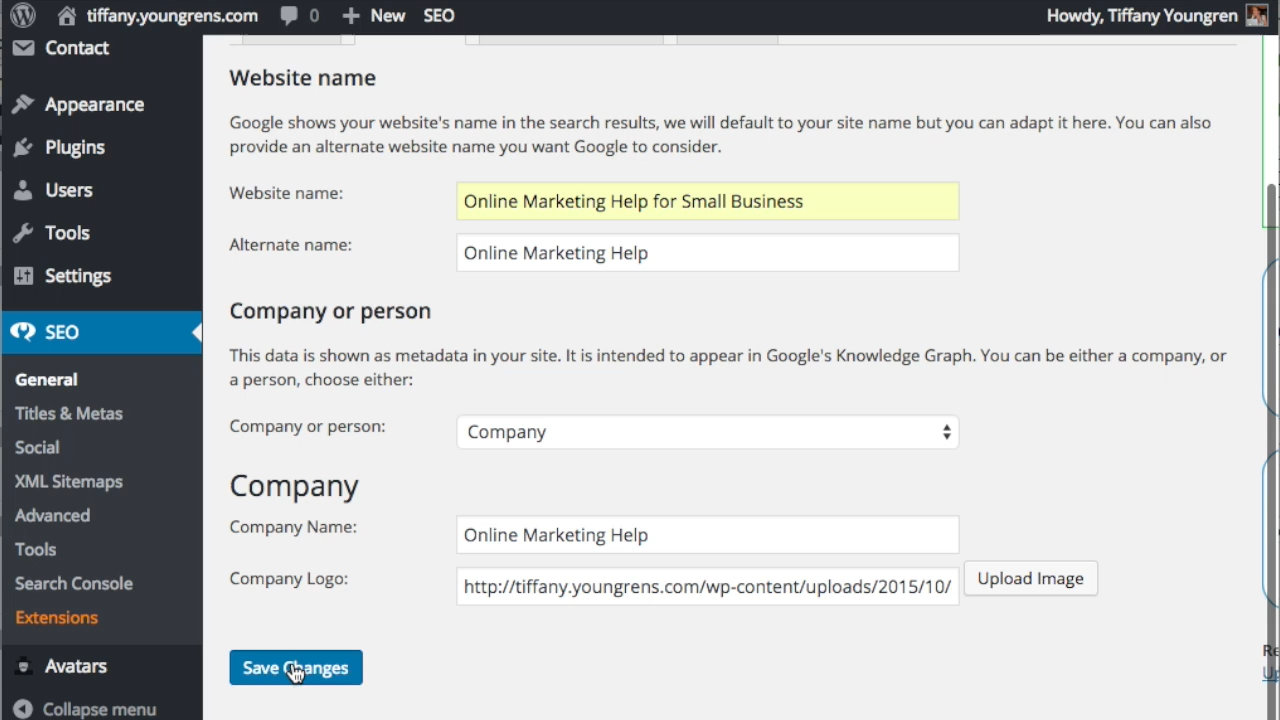 tiffany.youngrens.com 0 New SEO Howdy, Tiffany Youngren
Contact
Appearance
Plugins
Users
Tools
Settings
SEO
General
Titles & Metas
Social
XML Sitemaps
Advanced
Tools
Search Console
Extensions
Avatars
Collapse menu
Website name
Google shows your website's name in the search results, we will default to your site name but you can adapt it here. You can also
provide an alternate website name you want Google to consider.
Website name: Online Marketing Help for Small Business
Alternate name: Online Marketing Help
Company or person
This data is shown as metadata in your site. It is intended to appear in Google's Knowledge Graph. You can be either a company, or
a person, choose either:
Company or person: Company
Company
Company Name: Online Marketing Help
Company Logo: http://tiffany.youngrens.com/wp-content/uploads/2015/10/ Upload Image
Save Changes